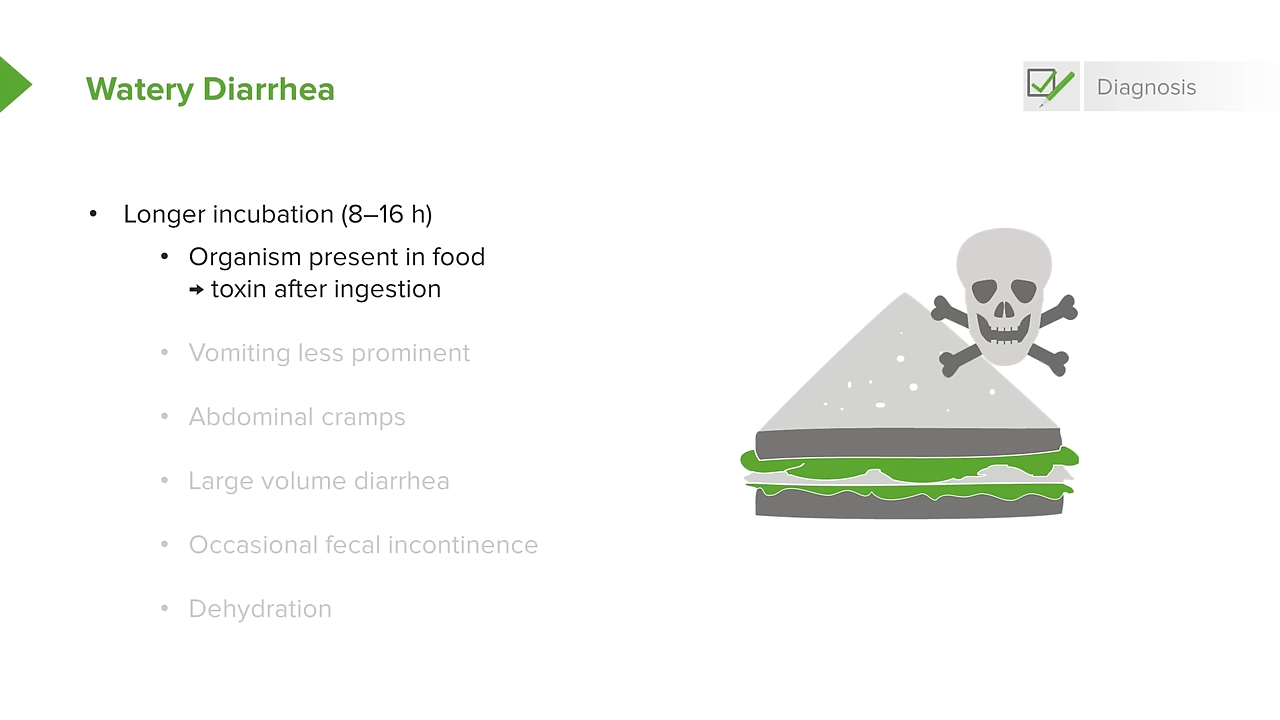 Watery Diarrhea
Diagnosis
• Longer incubation (8–16 h)
• Organism present in food
➞ toxin after ingestion
• Vomiting less prominent
• Abdominal cramps
• Large volume diarrhea
• Occasional fecal incontinence
• Dehydration